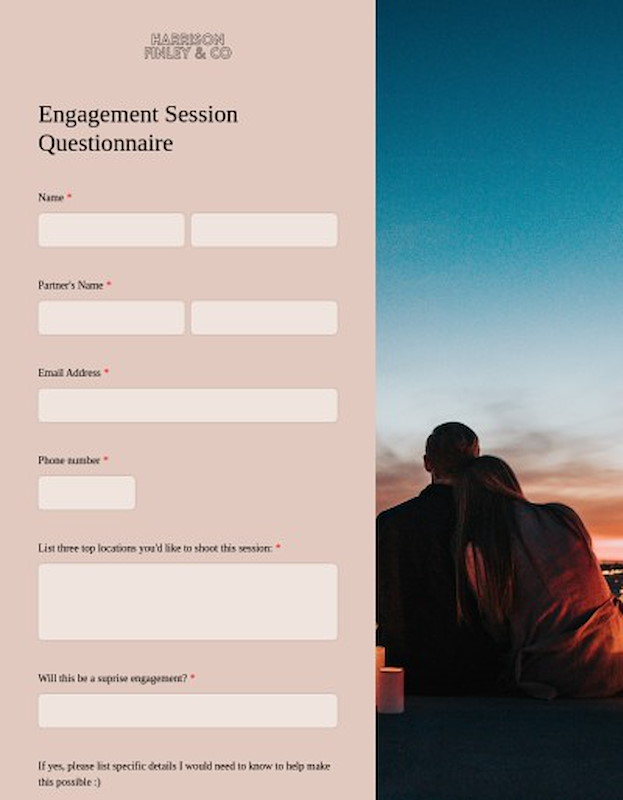 HARRISON
FINLEY & CO
Engagement Session
Questionnaire
Name *
Partner's Name *
Email Address *
Phone number *
List three top locations you'd like to shoot this session: *
Will this be a suprise engagement? *
If yes, please list specific details I would need to know to help make
this possible :)